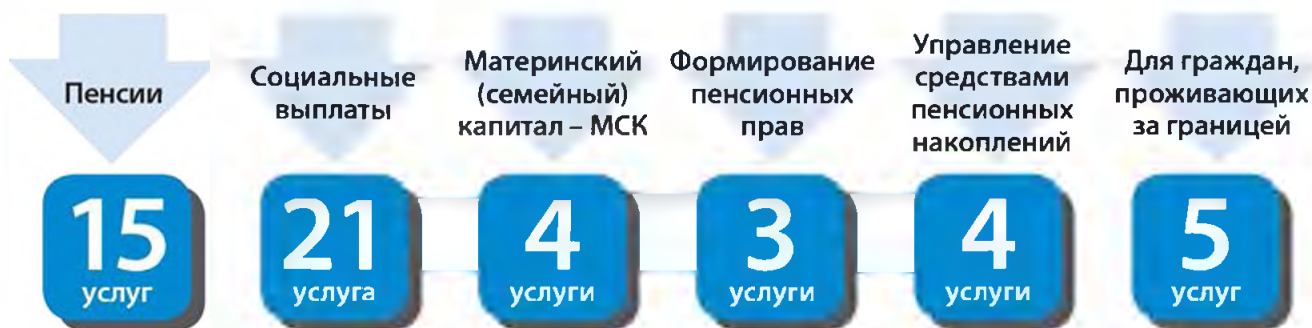 Пенсии
15
услуг
Социальные
выплаты
21
услуга
Материнский
(семейный)
капитал – МСК
4
услуги
Формирование
пенсионных
прав
3
услуги
Управление
средствами
пенсионных
накоплений
4
услуги
Для граждан,
проживающих
за границей
5
услуг